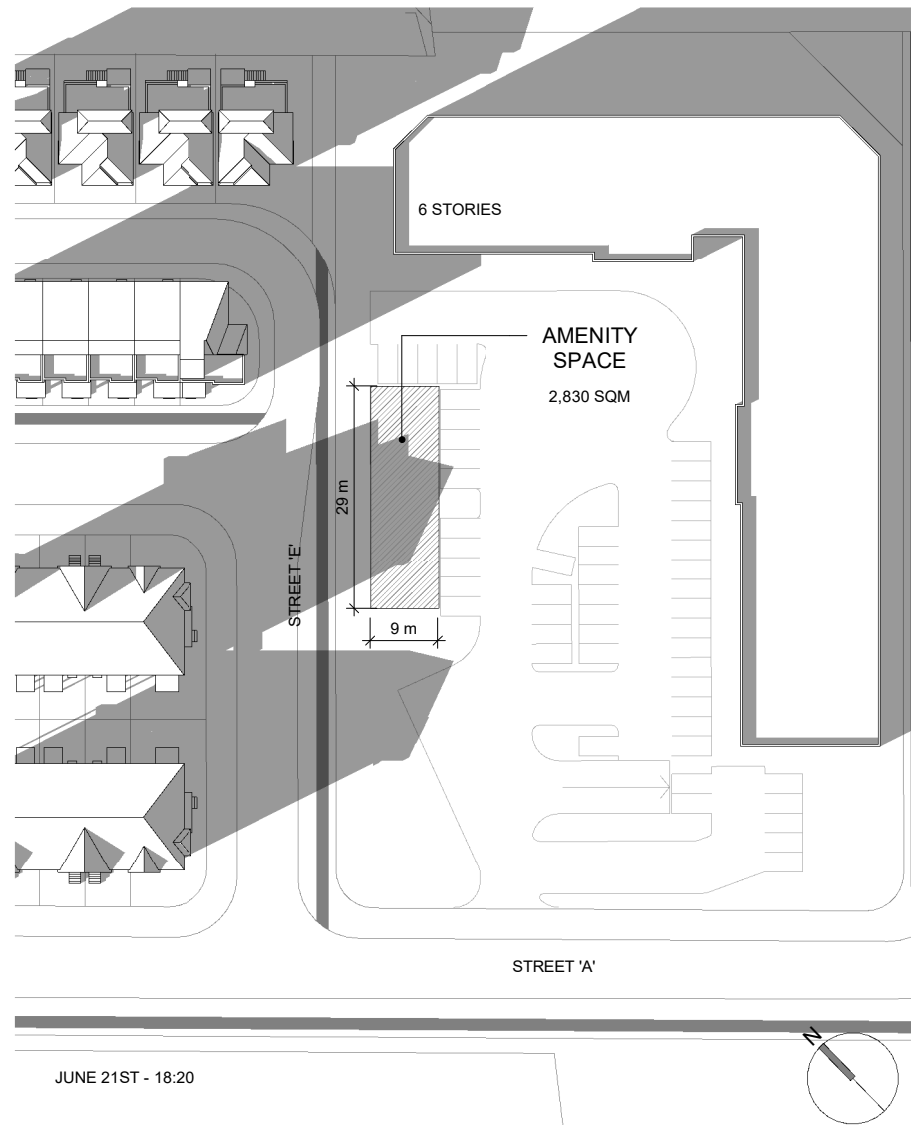 6 STORIES
AMENITY
SPACE
2,830 SQM
29 m
9 m
STREET 'E'
STREET 'A'
N
JUNE 21ST - 18:20